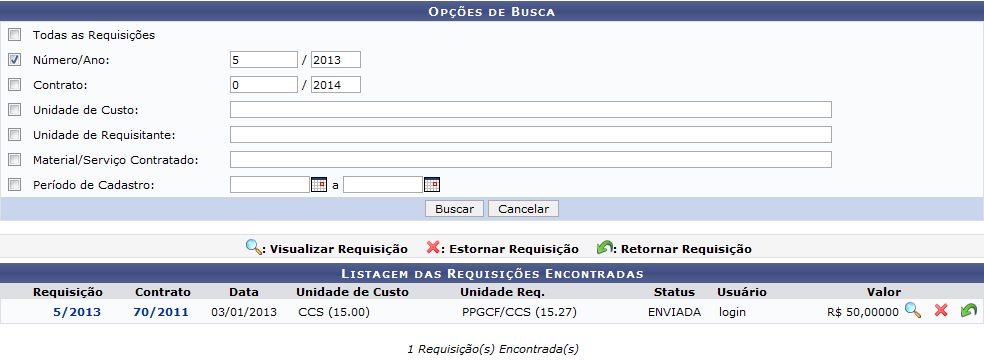 Opções de Busca
Todas as Requisições
Número/Ano: 5 / 2013
Contrato: 0 / 2014
Unidade de Custo:
Unidade de Requisitante:
Material/Serviço Contratado:
Período de Cadastro: a
Buscar Cancelar
: Visualizar Requisição : Estornar Requisição : Retornar Requisição
Listagem das Requisições Encontradas
Requisição Contrato Data Unidade de Custo Unidade Req. Status Usuário Valor
5/2013 70/2011 03/01/2013 CCS (15.00) PPGCF/CCS (15.27) ENVIADA login R$ 50,00000
1 Requisição(s) Encontrada(s)